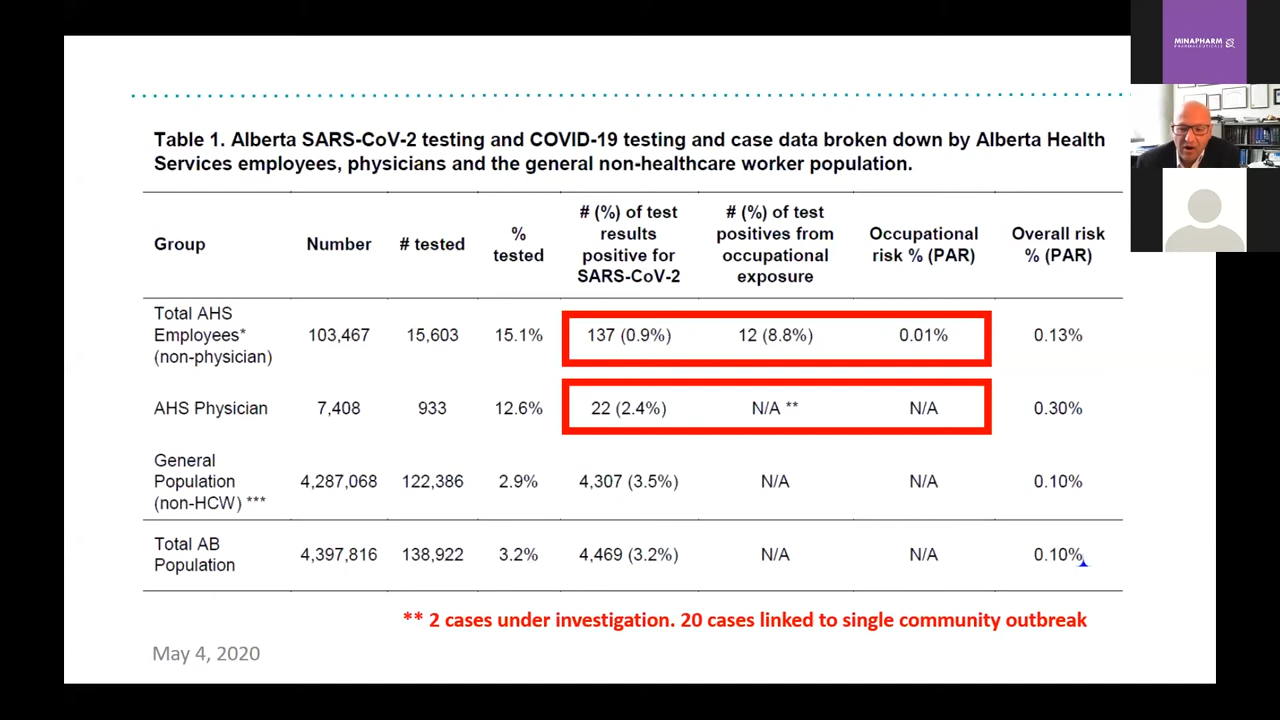 MINAPHARM
PHARMACEUTICALS
Table 1. Alberta SARS-CoV-2 testing and COVID-19 testing and case data broken down by Alberta Health
Services employees, physicians and the general non-healthcare worker population.
Group
Number
# tested
%
tested
# (%) of test
results
positive for
SARS-CoV-2
# (%) of test
positives from
occupational
exposure
Occupational
risk % (PAR)
Overall risk
% (PAR)
Total AHS
Employees*
(non-physician)
103,467
15,603
15.1%
137 (0.9%)
12 (8.8%)
0.01%
0.13%
AHS Physician
7,408
933
12.6%
22 (2.4%)
N/A **
N/A
0.30%
General
Population
(non-HCW) ***
4,287,068
122,386
2.9%
4,307 (3.5%)
N/A
N/A
0.10%
Total AB
Population
4,397,816
138,922
3.2%
4,469 (3.2%)
N/A
N/A
0.10%
** 2 cases under investigation. 20 cases linked to single community outbreak
May 4, 2020